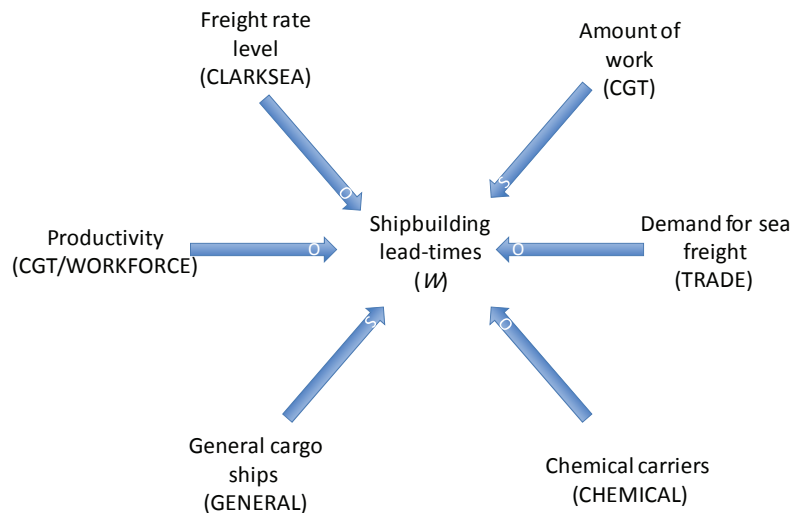 Freight rate
level
(CLARKSEA)
Amount of
work
(CGT)
O
S
Productivity
(CGT/WORKFORCE)
O
Shipbuilding
lead-times
(W)
O
Demand for sea
freight
(TRADE)
S
O
General cargo
ships
(GENERAL)
Chemical carriers
(CHEMICAL)